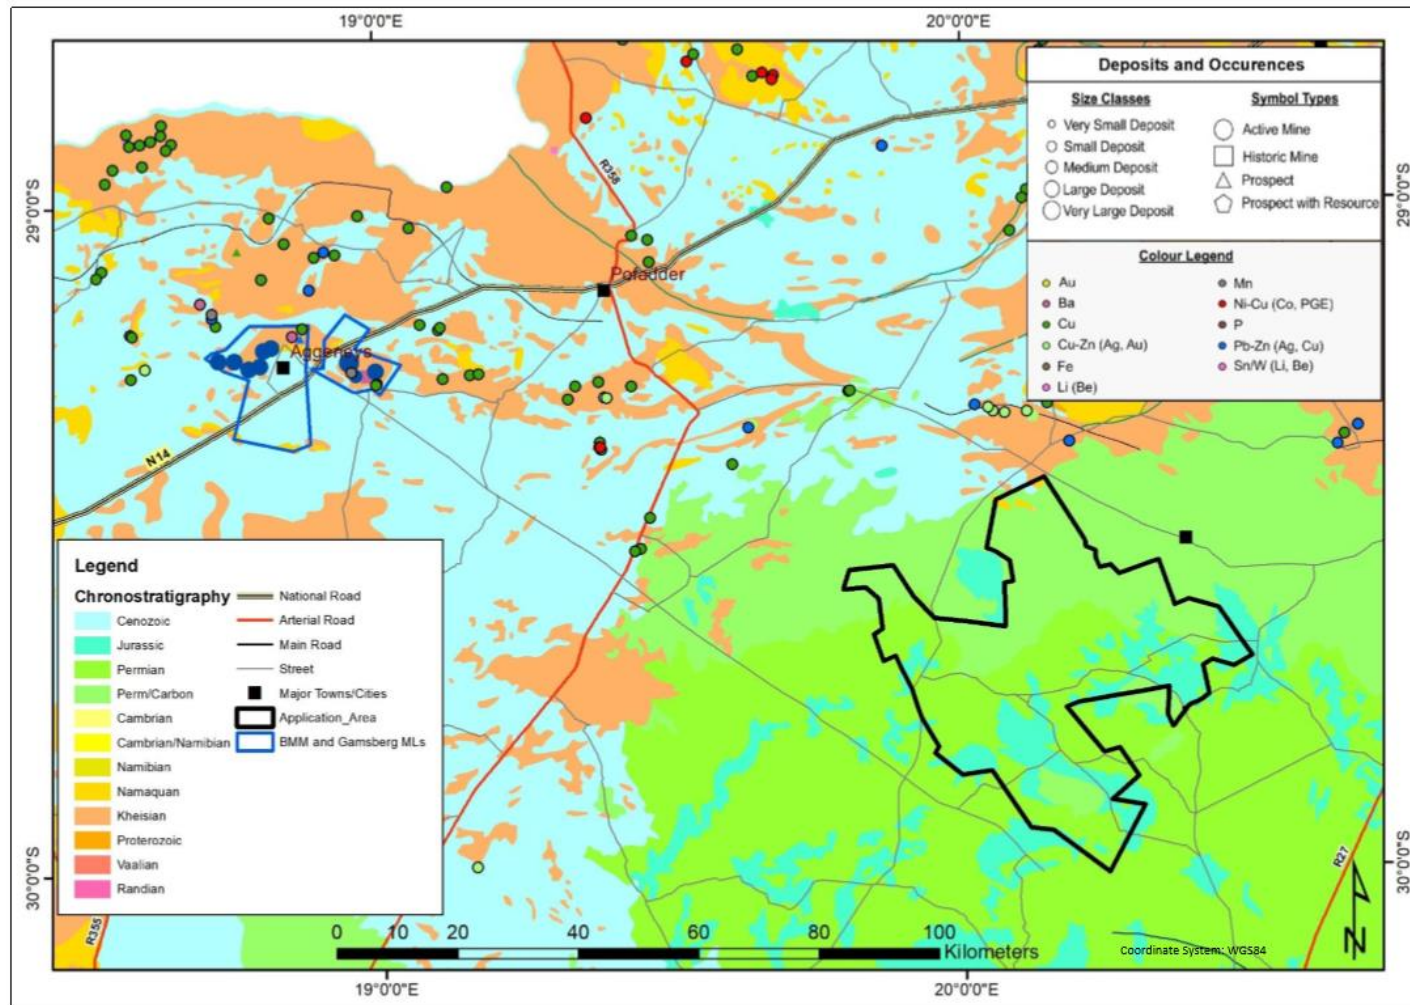 19°0'0"E
20°0'0"E
29°0'0"S
29°0'0"S
Deposits and Occurences
Size Classes
Symbol Types
Very Small Deposit
Small Deposit
Medium Deposit
Large Deposit
Very Large Deposit
Active Mine
Historic Mine
Prospect
Prospect with Resource
Colour Legend
Au
Ba
Cu
Cu-Zn (Ag, Au)
Fe
Li (Be)
Mn
Ni-Cu (Co, PGE)
P
Pb-Zn (Ag, Cu)
Sn/W (Li, Be)
R358
Pofadder
Aggeneys
N14
Legend
Chronostratigraphy
Cenozoic
Jurassic
Permian
Perm/Carbon
Cambrian
Cambrian/Namibian
Namibian
Namaquan
Kheisian
Proterozoic
Vaalian
Randian
National Road
Arterial Road
Main Road
Street
Major Towns/Cities
Application_Area
BMM and Gamsberg MLs
30°0'0"S
30°0'0"S
R355
R27
0 10 20 40 60 80 100
Kilometers
Coordinate System: WGS84
N
19°0'0"E
20°0'0"E